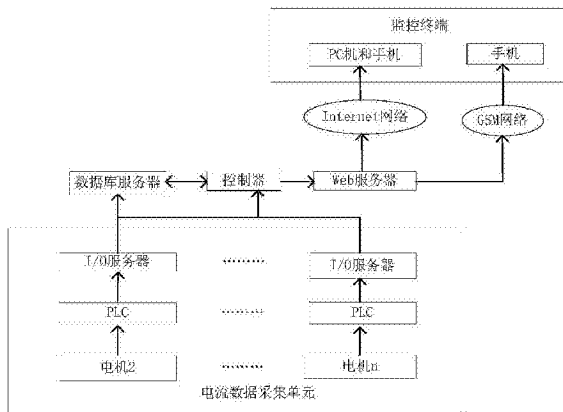 监控终端
PC机和手机
手机
Internet网络
GSM网络
数据库服务器
控制器
Web服务器
I/O服务器
········
I/O服务器
PLC
········
PLC
电机2
········
电机n
电流数据采集单元